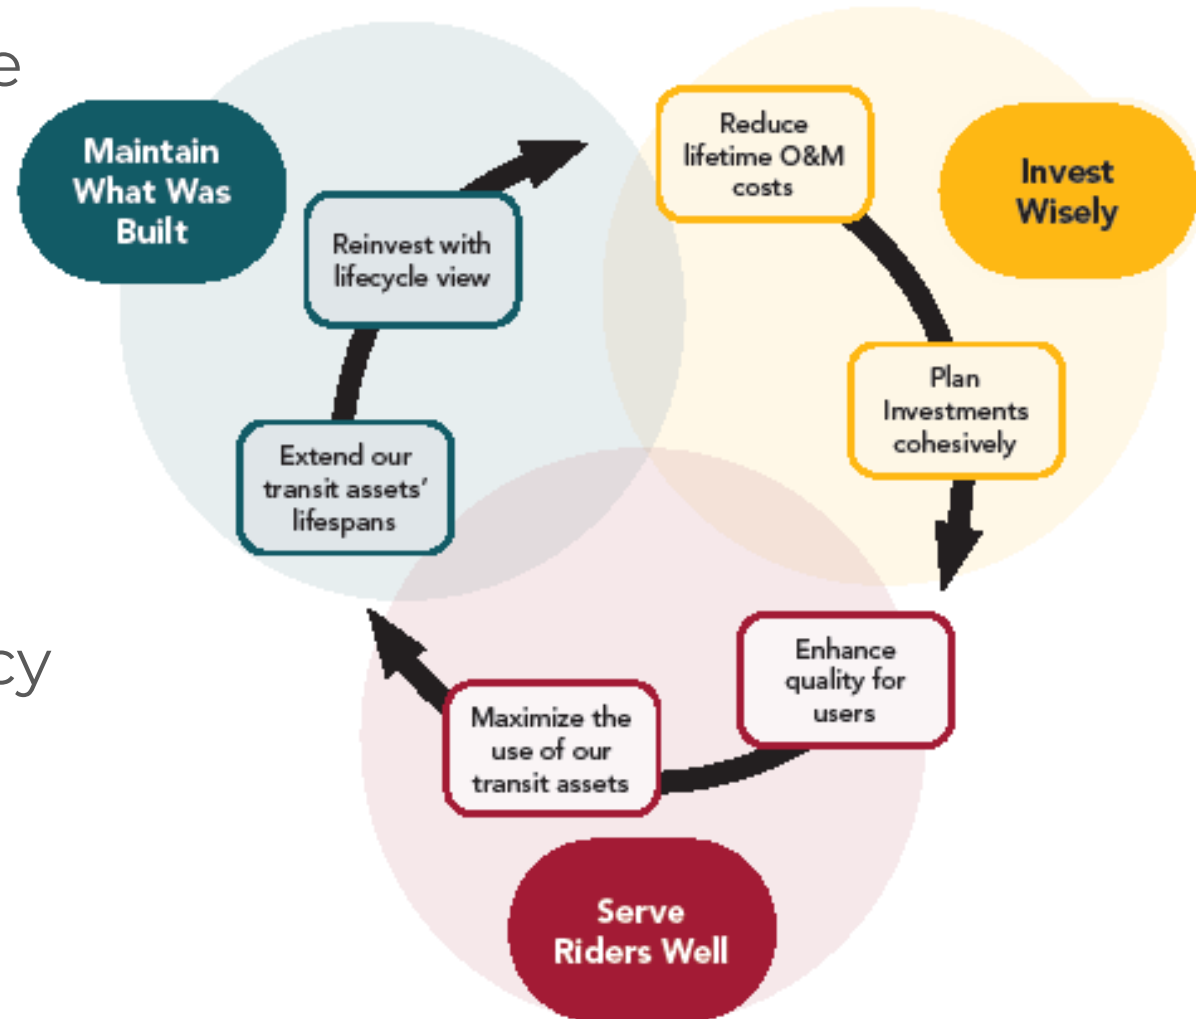 e
Maintain
What Was
Built
Reinvest with
lifecycle view
Extend our
transit assets’
lifespans
Reduce
lifetime O&M
costs
Invest
Wisely
Plan
Investments
cohesively
cy
Enhance
quality for
users
Maximize the
use of our
transit assets
Serve
Riders Well